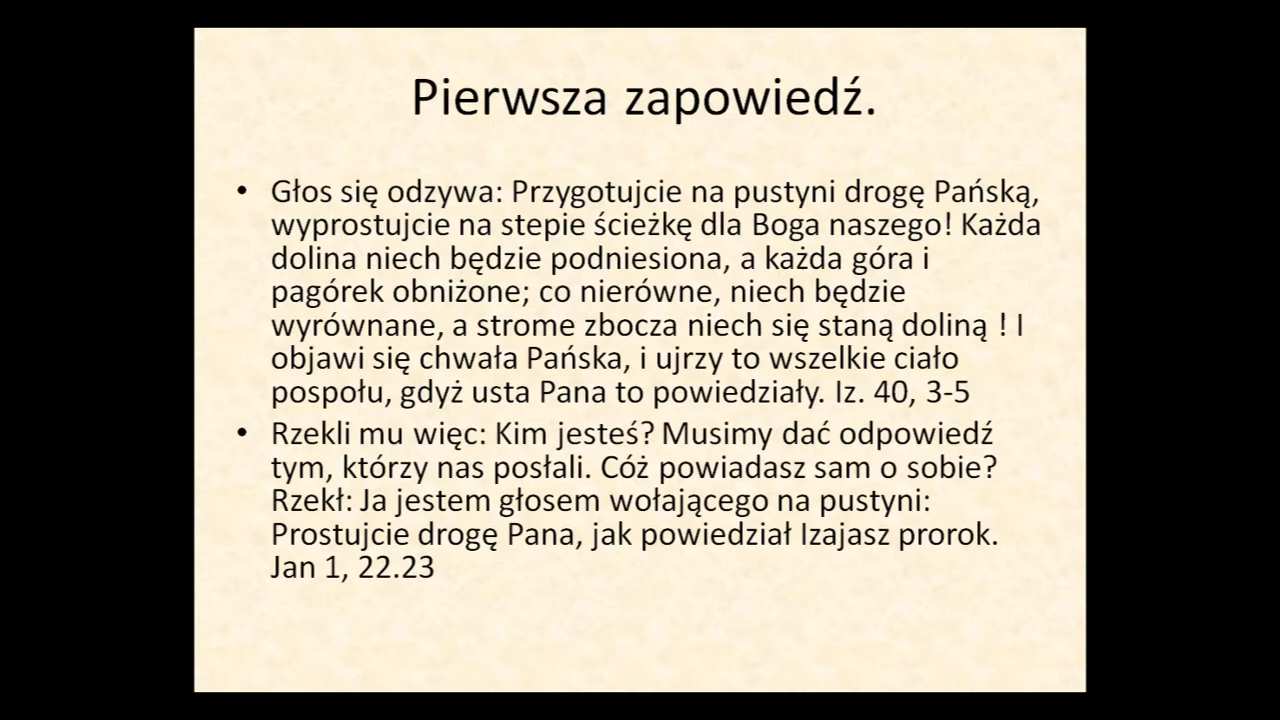 Pierwsza zapowiedź.
• Głos się odzywa: Przygotujcie na pustyni drogę Pańską,
wyprostujcie na stepie ścieżkę dla Boga naszego! Każda
dolina niech będzie podniesiona, a każda góra i
pagórek obniżone; co nierówne, niech będzie
wyrównane, a strome zbocza niech się staną doliną ! I
objawi się chwała Pańska, i ujrzy to wszelkie ciało
pospołu, gdyż usta Pana to powiedziały. Iz. 40, 3-5
• Rzekli mu więc: Kim jesteś? Musimy dać odpowiedź
tym, którzy nas posłali. Cóż powiadasz sam o sobie?
Rzekł: Ja jestem głosem wołającego na pustyni:
Prostujcie drogę Pana, jak powiedział Izajasz prorok.
Jan 1, 22.23